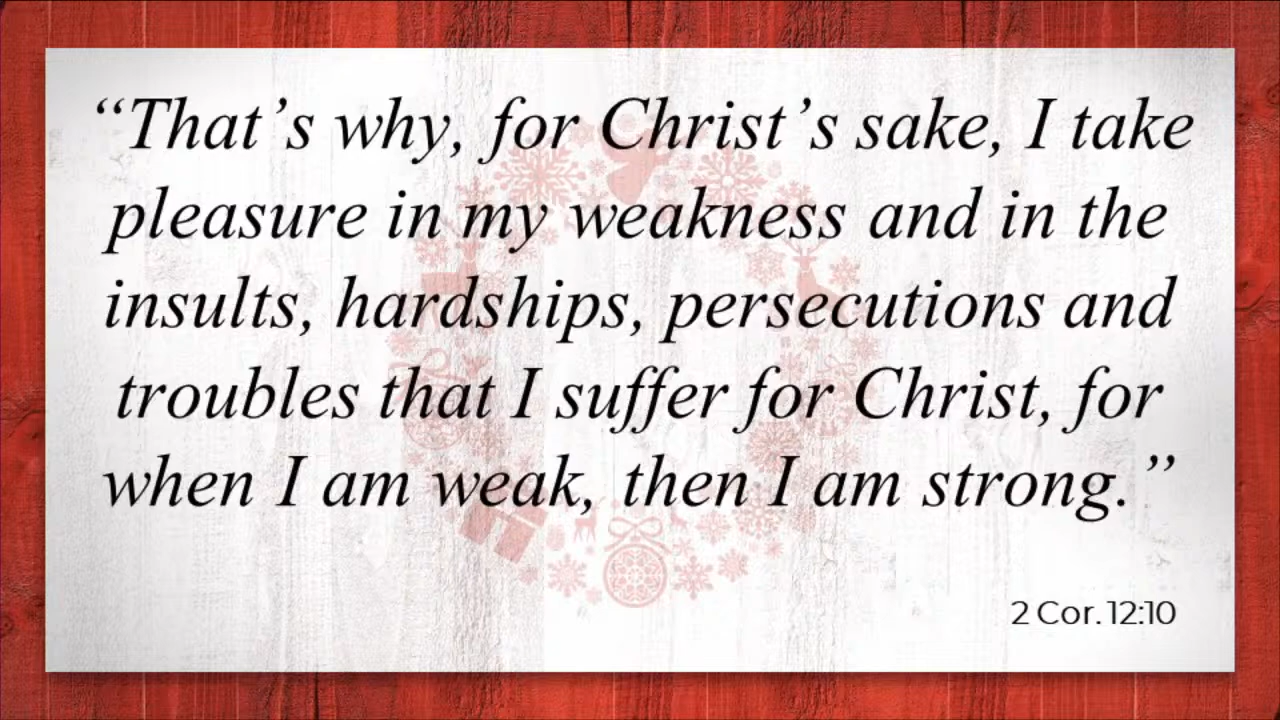 “That’s why, for Christ’s sake, I take
pleasure in my weakness and in the
insults, hardships, persecutions and
troubles that I suffer for Christ, for
when I am weak, then I am strong.”
2 Cor. 12:10